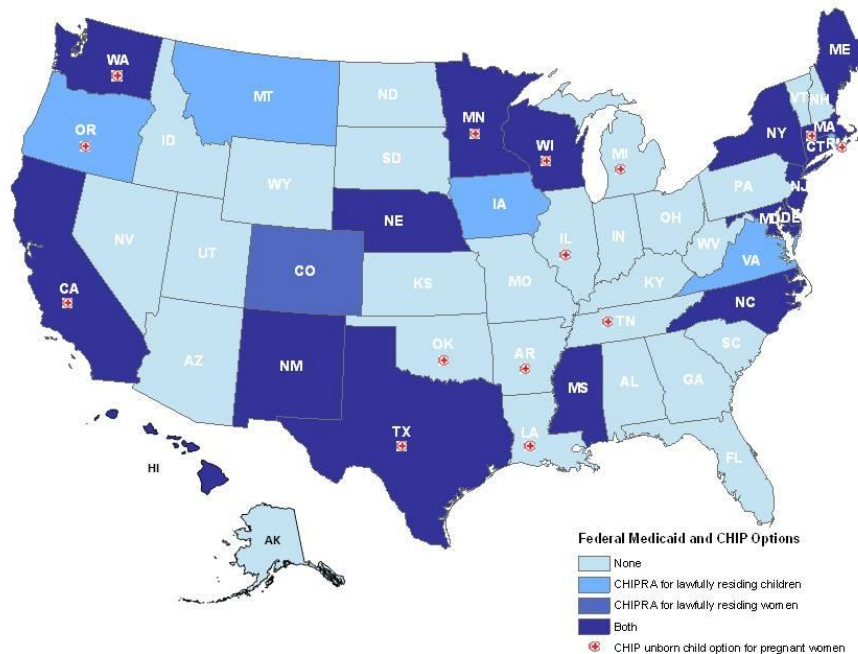 WA
ME
MT
ND
MN
VT
NH
OR
ID
WI
NY
MA
SD
MI
CT
R
WY
PA
IA
NJ
NE
OH
MD
DE
NV
IL
IN
UT
WV
CO
VA
KS
MO
KY
CA
NC
TN
OK
AZ
NM
AR
SC
MS
AL
GA
TX
LA
FL
HI
AK
Federal Medicaid and CHIP Options
None
CHIPRA for lawfully residing children
CHIPRA for lawfully residing women
Both
CHIP unborn child option for pregnant women